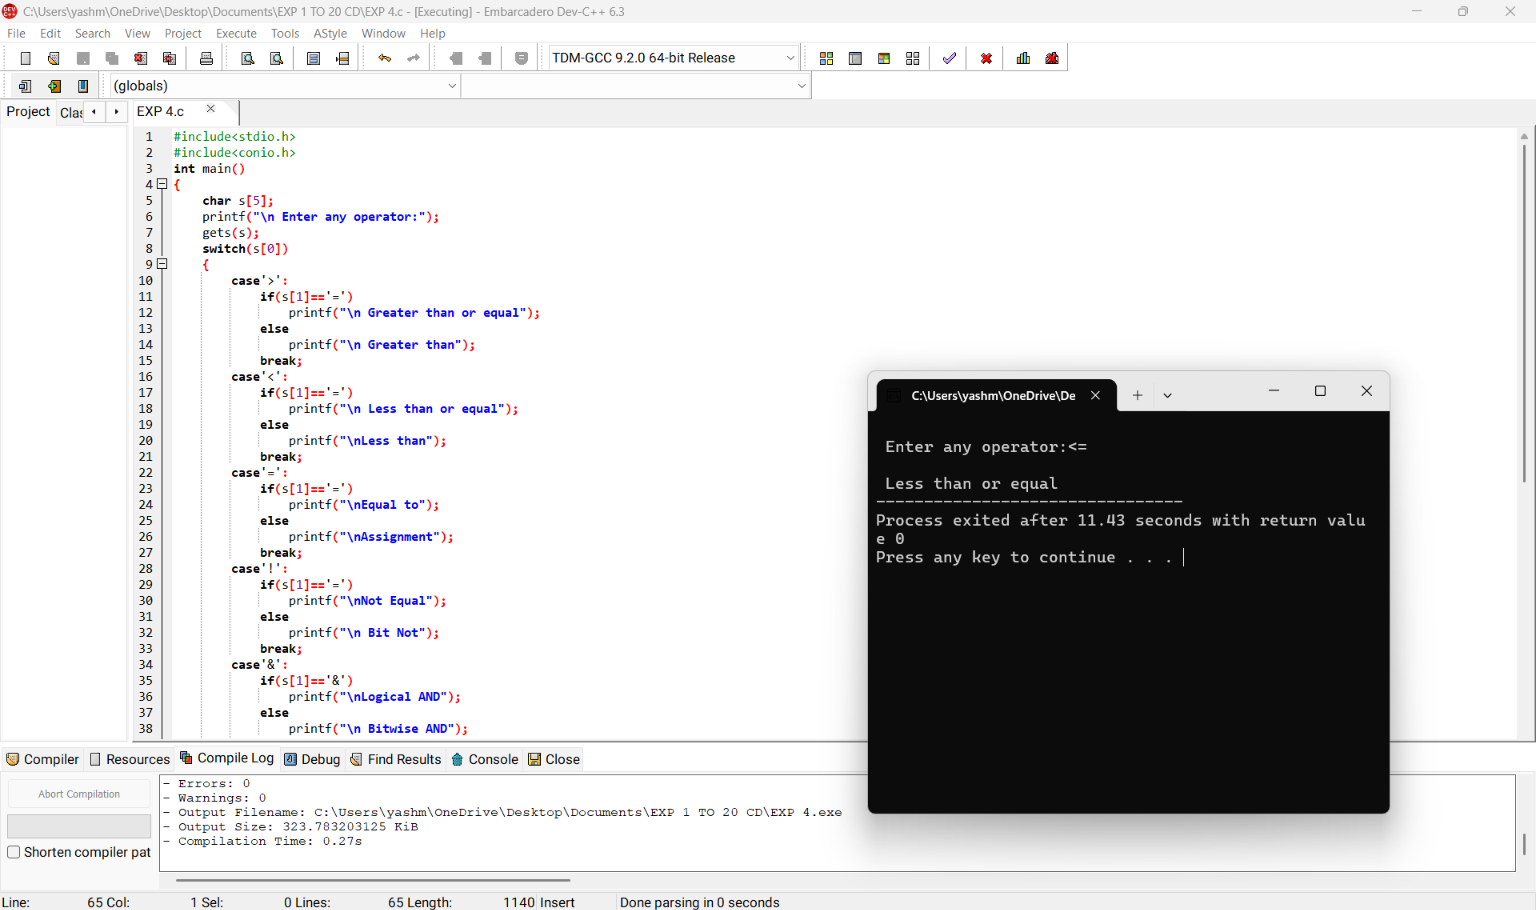 C:\Users\yashm\OneDrive\Desktop\Documents\EXP 1 TO 20 CD\EXP 4.c - [Executing] - Embarcadero Dev-C++ 6.3
File Edit Search View Project Execute Tools AStyle Window Help
TDM-GCC 9.2.0 64-bit Release
(globals)
Project Clas EXP 4.c
1 #include<stdio.h>
2 #include<conio.h>
3 int main()
4 {
5 char s[5];
6 printf("\n Enter any operator:");
7 gets(s);
8 switch(s[0])
9 {
10 case'>':
11 if(s[1]=='=')
12 printf("\n Greater than or equal");
13 else
14 printf("\n Greater than");
15 break;
16 case'<':
17 if(s[1]=='=')
18 printf("\n Less than or equal");
19 else
20 printf("\nLess than");
21 break;
22 case'=':
23 if(s[1]=='=')
24 printf("\nEqual to");
25 else
26 printf("\nAssignment");
27 break;
28 case'!':
29 if(s[1]=='=')
30 printf("\nNot Equal");
31 else
32 printf("\n Bit Not");
33 break;
34 case'&':
35 if(s[1]=='&')
36 printf("\nLogical AND");
37 else
38 printf("\n Bitwise AND");
C:\Users\yashm\OneDrive\De
Enter any operator:<=
Less than or equal
--------------------------------
Process exited after 11.43 seconds with return valu
e 0
Press any key to continue . . .
Compiler Resources Compile Log Debug Find Results Console Close
Abort Compilation
Shorten compiler pat
- Errors: 0
- Warnings: 0
- Output Filename: C:\Users\yashm\OneDrive\Desktop\Documents\EXP 1 TO 20 CD\EXP 4.exe
- Output Size: 323.783203125 KiB
- Compilation Time: 0.27s
Line: 65 Col: 1 Sel: 0 Lines: 65 Length: 1140 Insert Done parsing in 0 seconds